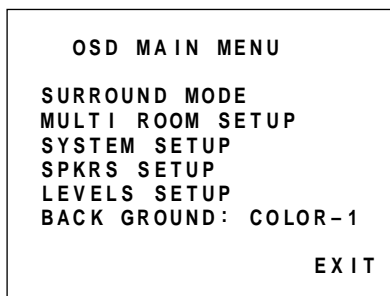 OSD MAIN MENU
SURROUND MODE
MULTI ROOM SETUP
SYSTEM SETUP
SPKRS SETUP
LEVELS SETUP
BACK GROUND: COLOR–1
EXIT